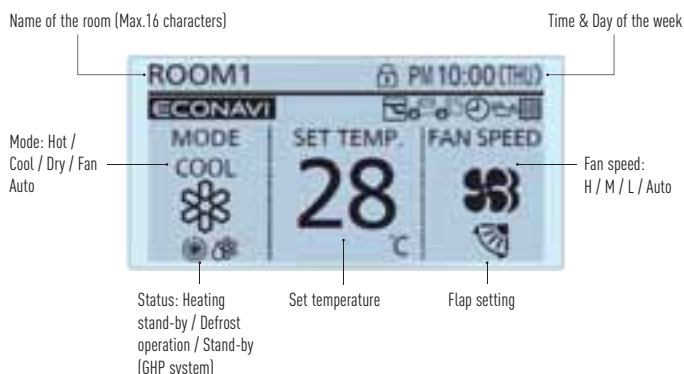 Name of the room (Max.16 characters)
Time & Day of the week
ROOM1 PM 10:00 (THU)
ECONAVI
MODE SET TEMP. FAN SPEED
COOL
28
°C
Mode: Hot /
Cool / Dry / Fan
Auto
Fan speed:
H / M / L / Auto
Status: Heating
stand-by / Defrost
operation / Stand-by
(GHP system)
Set temperature
Flap setting